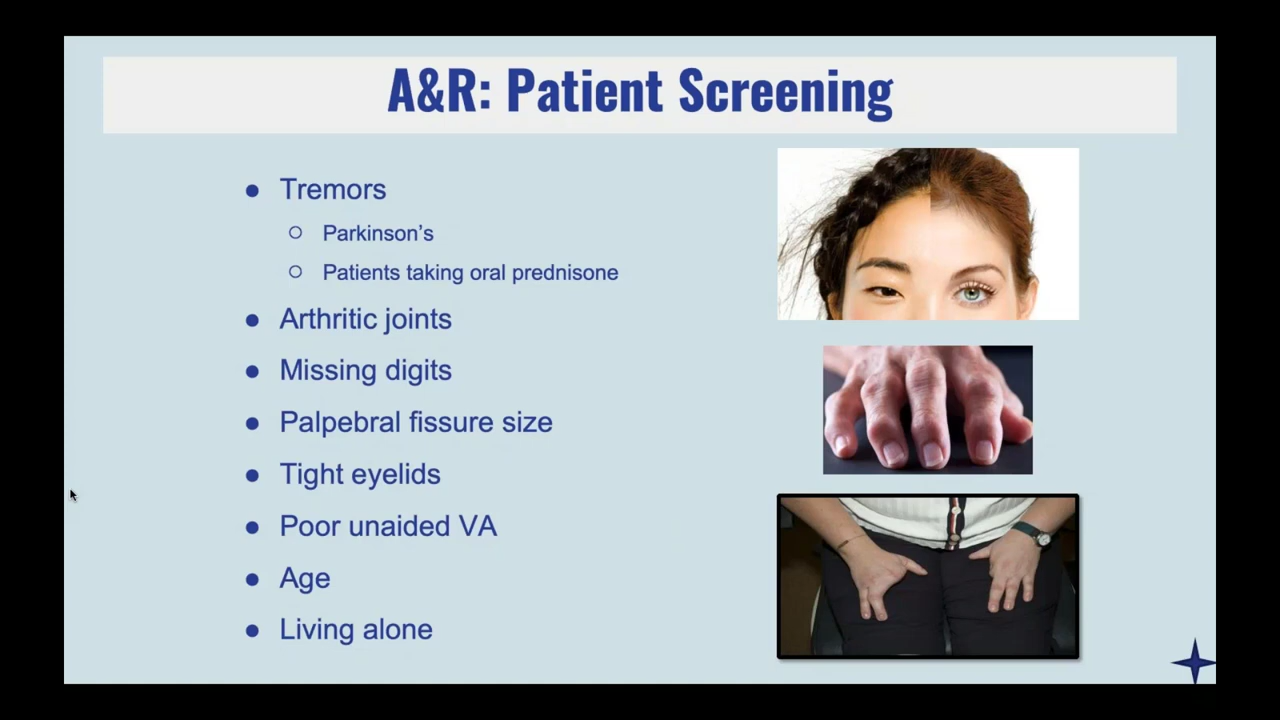 A&R: Patient Screening
● Tremors
○ Parkinson’s
○ Patients taking oral prednisone
● Arthritic joints
● Missing digits
● Palpebral fissure size
● Tight eyelids
● Poor unaided VA
● Age
● Living alone